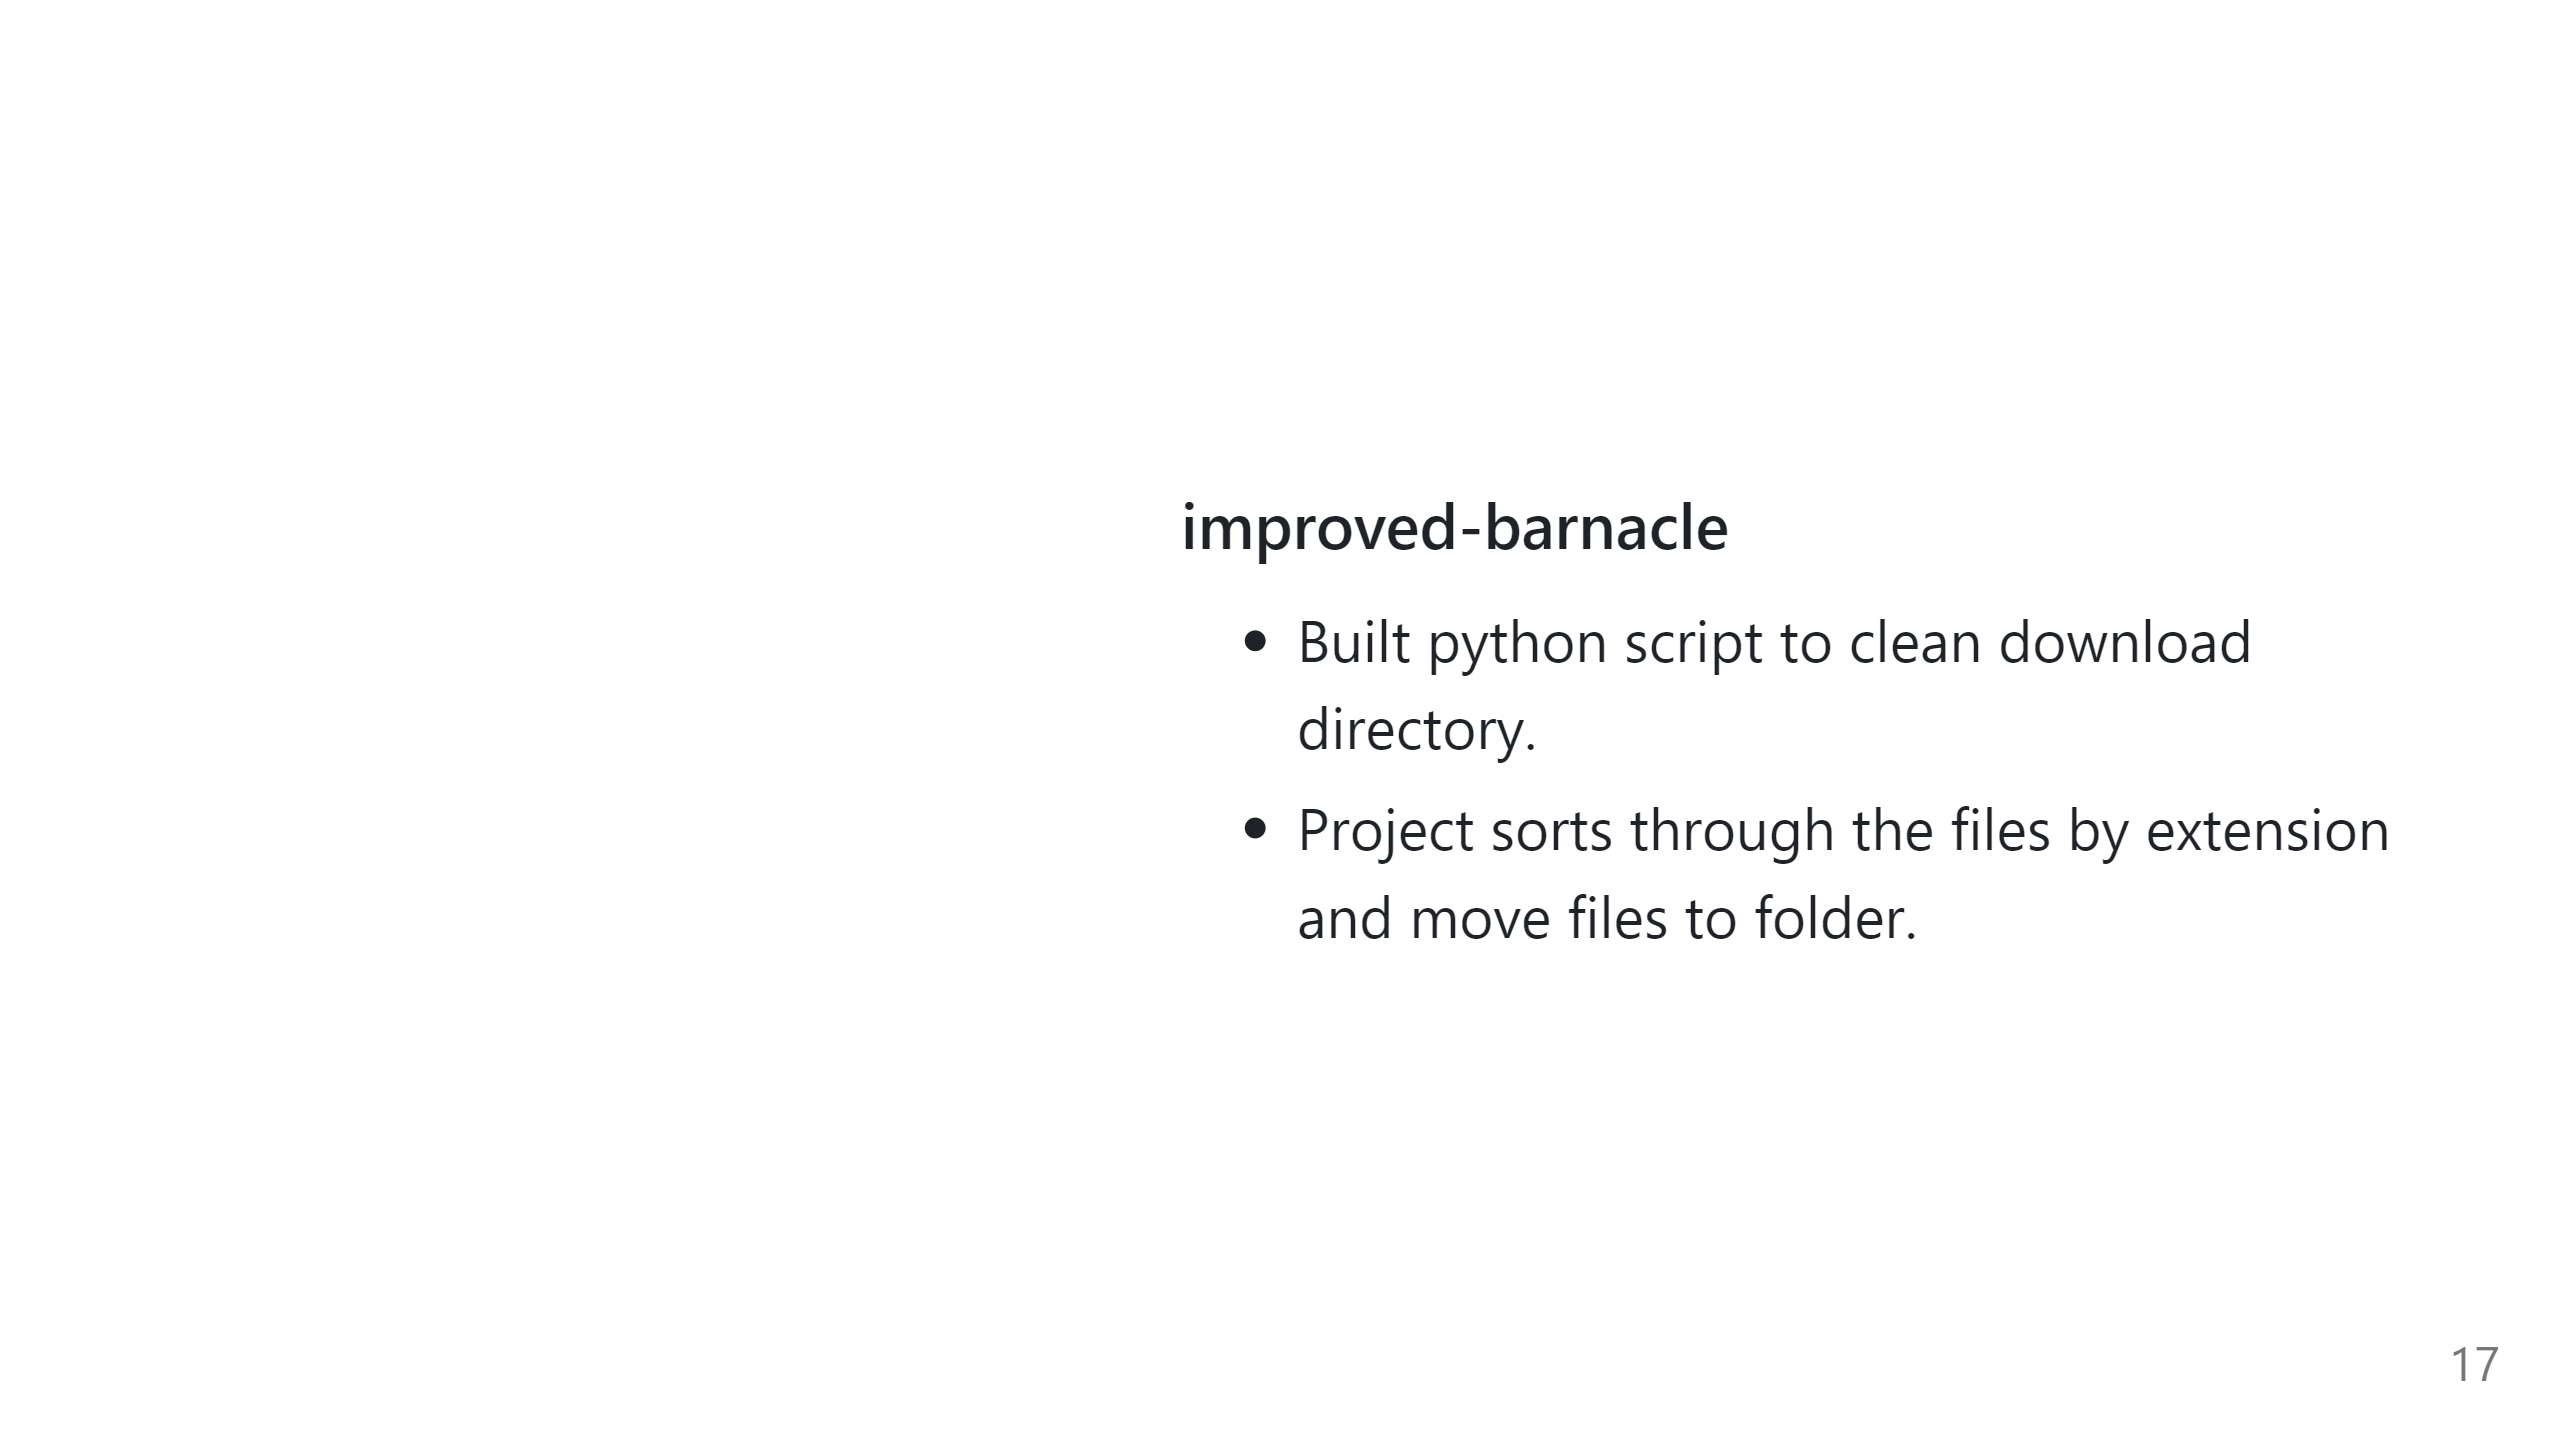 improved-barnacle
• Built python script to clean download
directory.
• Project sorts through the files by extension
and move files to folder.
17